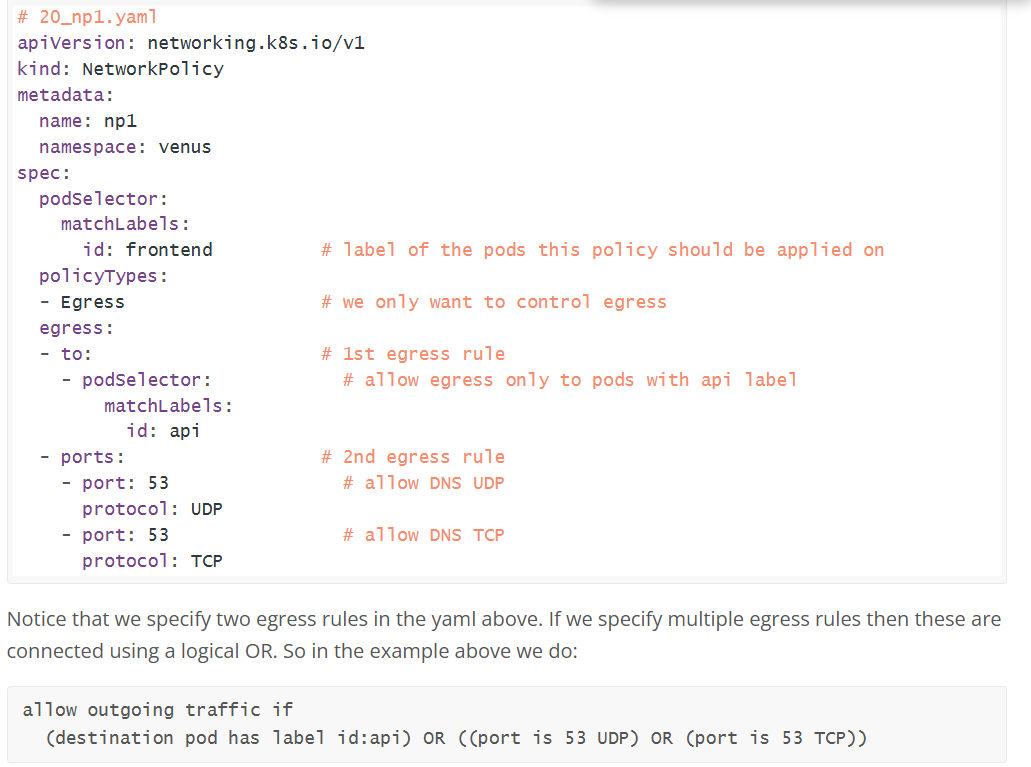 # 20_np1.yaml
apiVersion: networking.k8s.io/v1
kind: NetworkPolicy
metadata:
  name: np1
  namespace: venus
spec:
  podSelector:
    matchLabels:
      id: frontend          # label of the pods this policy should be applied on
  policyTypes:
  - Egress                  # we only want to control egress
  egress:
  - to:                     # 1st egress rule
    - podSelector:            # allow egress only to pods with api label
        matchLabels:
          id: api
  - ports:                  # 2nd egress rule
    - port: 53                # allow DNS UDP
      protocol: UDP
    - port: 53                # allow DNS TCP
      protocol: TCP
Notice that we specify two egress rules in the yaml above. If we specify multiple egress rules then these are
connected using a logical OR. So in the example above we do:
allow outgoing traffic if
  (destination pod has label id:api) OR ((port is 53 UDP) OR (port is 53 TCP))